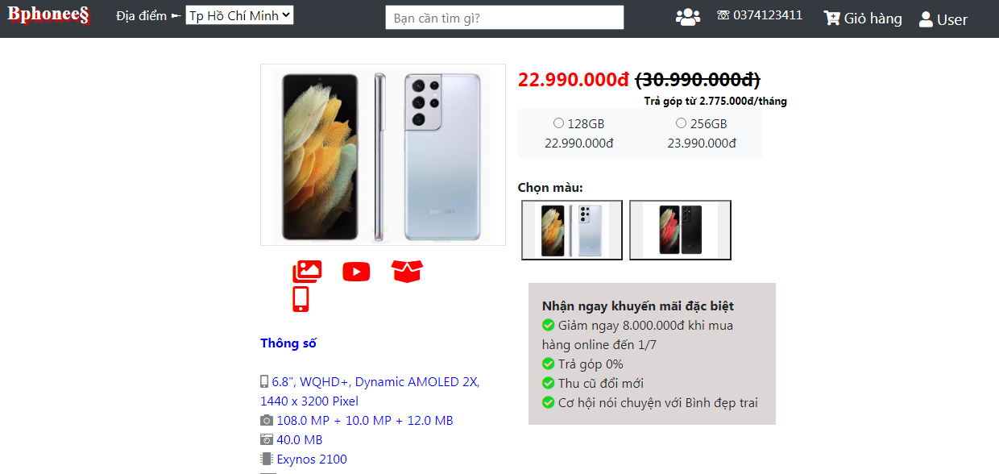 Bphonee§
Địa điểm
Tp Hồ Chí Minh
Bạn cần tìm gì?
0374123411
Giỏ hàng
User
22.990.000đ (30.990.000đ)
Trả góp từ 2.775.000đ/tháng
128GB
22.990.000đ
256GB
23.990.000đ
Chọn màu:
SAMSUNG
Nhận ngay khuyến mãi đặc biệt
Giảm ngay 8.000.000đ khi mua
hàng online đến 1/7
Trả góp 0%
Thu cũ đổi mới
Cơ hội nói chuyện với Bình đẹp trai
Thông số
6.8", WQHD+, Dynamic AMOLED 2X,
1440 x 3200 Pixel
108.0 MP + 10.0 MP + 12.0 MB
40.0 MB
Exynos 2100